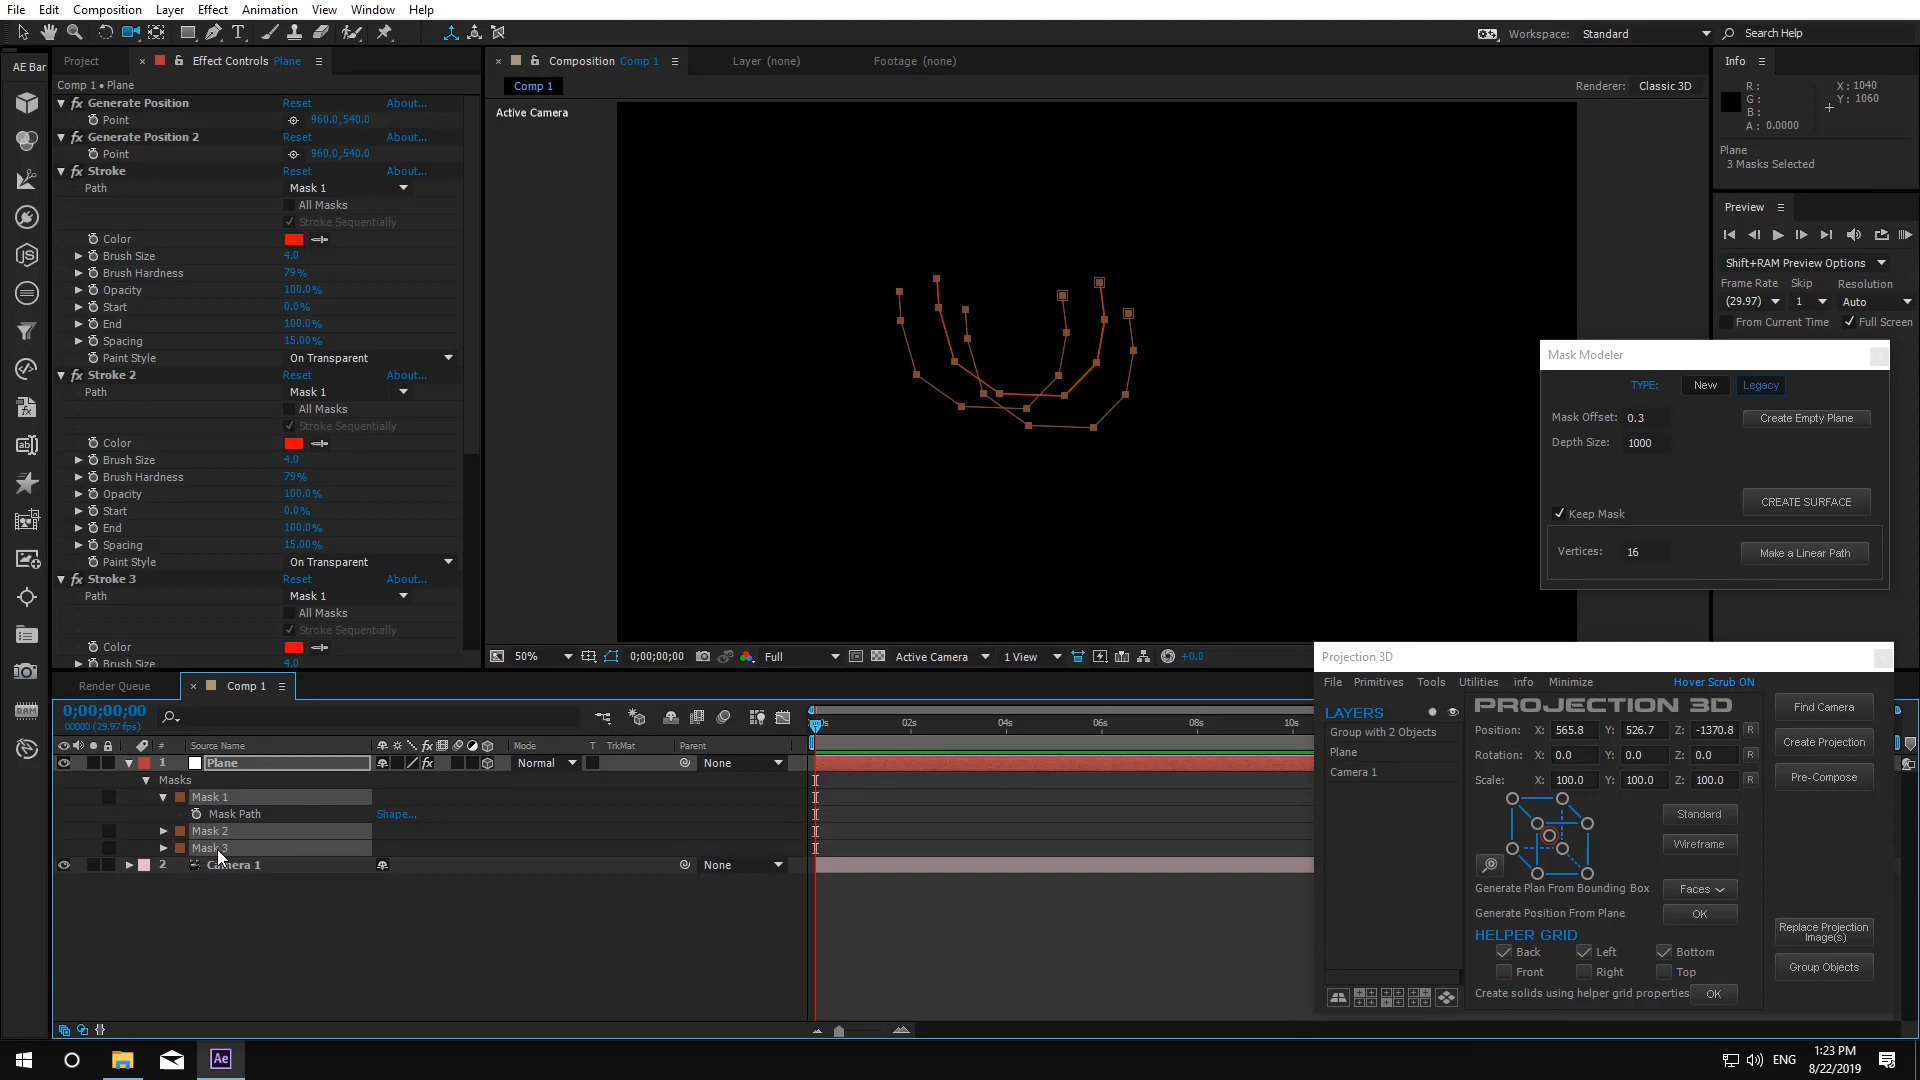 File Edit Composition Layer Effect Animation View Window Help
T Workspace: Standard Search Help
AE Bar Project × Effect Controls Plane × Composition Comp 1 Layer (none) Footage (none) Info
Comp 1 • Plane Comp 1 Renderer: Classic 3D
R : X : 1040
G : Y : 1060
B :
A : 0.0000
Plane
3 Masks Selected
Active Camera
fx Generate Position Reset About...
Point 960.0,540.0
fx Generate Position 2 Reset About...
Point 960.0,540.0
fx Stroke Reset About...
Path Mask 1
All Masks
Stroke Sequentially
Color
Brush Size 4.0
Brush Hardness 79%
Opacity 100.0%
Start 0.0%
End 100.0%
Spacing 15.00%
Paint Style On Transparent
fx Stroke 2 Reset About...
Path Mask 1
All Masks
Stroke Sequentially
Color
Brush Size 4.0
Brush Hardness 79%
Opacity 100.0%
Start 0.0%
End 100.0%
Spacing 15.00%
Paint Style On Transparent
fx Stroke 3 Reset About...
Path Mask 1
All Masks
Stroke Sequentially
Color
Brush Size 4.0
Preview
Shift+RAM Preview Options
Frame Rate Skip Resolution
(29.97) 1 Auto
From Current Time Full Screen
Mask Modeler
TYPE: New Legacy
Mask Offset: 0.3 Create Empty Plane
Depth Size: 1000
CREATE SURFACE
Keep Mask
Vertices: 16 Make a Linear Path
50% 0;00;00;00 Full Active Camera 1 View +0.0
Render Queue × Comp 1
0;00;00;00
00000 (29.97 fps)
0s 02s 04s 06s 08s 10s
# Source Name fx Mode T TrkMat Parent
1 Plane fx Normal None
Masks
Mask 1
Mask Path Shape...
Mask 2
Mask 3
2 Camera 1 None
Projection 3D
File Primitives Tools Utilities info Minimize Hover Scrub ON
LAYERS PROJECTION 3D Find Camera
Group with 2 Objects Position: X: 565.8 Y: 526.7 Z: -1370.8 R
Plane Rotation: X: 0.0 Y: 0.0 Z: 0.0 R Create Projection
Camera 1 Scale: X: 100.0 Y: 100.0 Z: 100.0 R Pre-Compose
Standard
Wireframe
Generate Plan From Bounding Box Faces
Generate Position From Plane OK
HELPER GRID Replace Projection
Image(s)
Back Left Bottom
Front Right Top Group Objects
Create solids using helper grid properties OK
JS
RAM
Ae
ENG 1:23 PM
8/22/2019